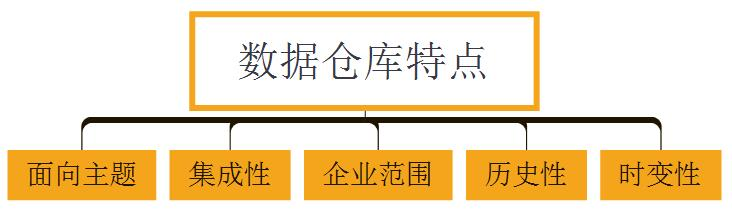 数据仓库特点
面向主题
集成性
企业范围
历史性
时变性